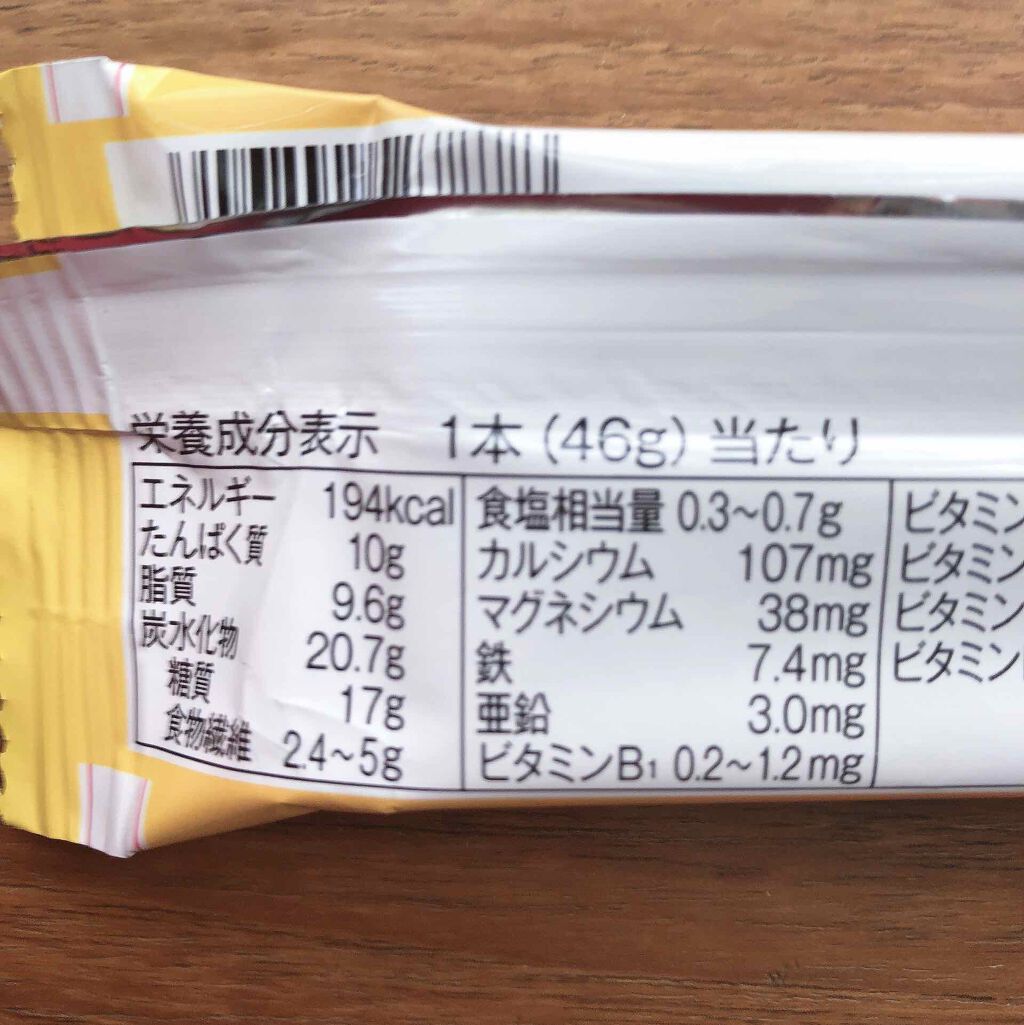 栄養成分表示 1本(46g)当たり
エネルギー 194kcal
たんぱく質 10g
脂質 9.6g
炭水化物 20.7g
糖質 17g
食物繊維 2.4~5g
食塩相当量 0.3~0.7g
カルシウム 107mg
マグネシウム 38mg
鉄 7.4mg
亜鉛 3.0mg
ビタミンB1 0.2~1.2mg
ビタミン
ビタミン
ビタミン
ビタミン